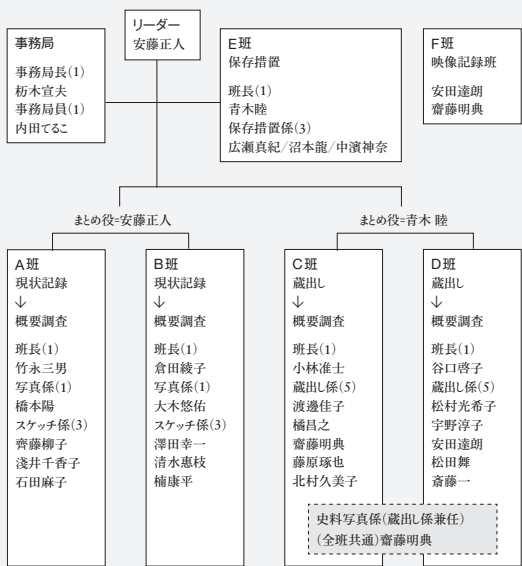 リーダー
安藤正人
事務局
事務局長(1)
枥木宣夫
事務局員(1)
内田てるこ
E班
保存措置
班長(1)
青木睦
保存措置係(3)
広瀬真紀/沼本龍/中濱神奈
F班
映像記録班
安田達朗
齋藤明典
まとめ役=安藤正人
まとめ役=青木 睦
A班
現状記録
↓
概要調査
班長(1)
竹永三男
写真係(1)
橋本陽
スケッチ係(3)
齊藤柳子
淺井千香子
石田麻子
B班
現状記録
↓
概要調査
班長(1)
倉田綾子
写真係(1)
大木悠佑
スケッチ係(3)
澤田幸一
清水惠枝
楠康平
C班
蔵出し
↓
概要調査
班長(1)
小林准士
蔵出し係(5)
渡邊佳子
橘昌之
齋藤明典
藤原琢也
北村久美子
D班
蔵出し
↓
概要調査
班長(1)
谷口啓子
蔵出し係(5)
松村光希子
宇野淳子
安田達朗
松田舞
斎藤一
史料写真係(蔵出し係兼任)
(全班共通)齋藤明典